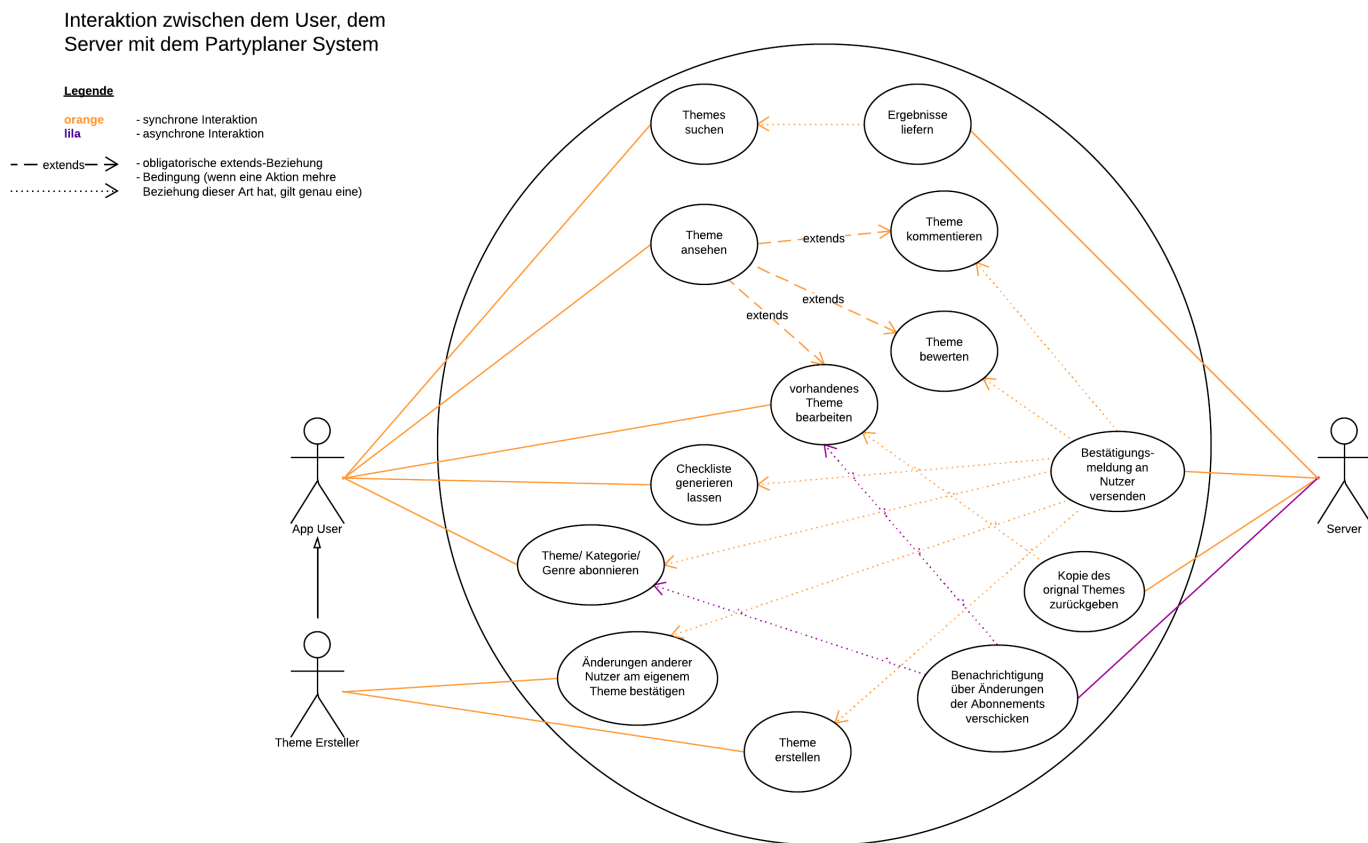 Interaktion zwischen dem User, dem
Server mit dem Partyplaner System
Legende
orange - synchrone Interaktion
lila - asynchrone Interaktion
extends - obligatorische extends-Beziehung
- Bedingung (wenn eine Aktion mehre
Beziehung dieser Art hat, gilt genau eine)
Themes
suchen
Ergebnisse
liefern
Theme
ansehen
extends
Theme
kommentieren
extends
extends
Theme
bewerten
vorhandenes
Theme
bearbeiten
Checkliste
generieren
lassen
Bestätigungs-
meldung an
Nutzer
versenden
App User
Server
Theme/ Kategorie/
Genre abonnieren
Kopie des
orignal Themes
zurückgeben
Änderungen anderer
Nutzer am eigenem
Theme bestätigen
Benachrichtigung
über Änderungen
der Abonnements
verschicken
Theme Ersteller
Theme
erstellen